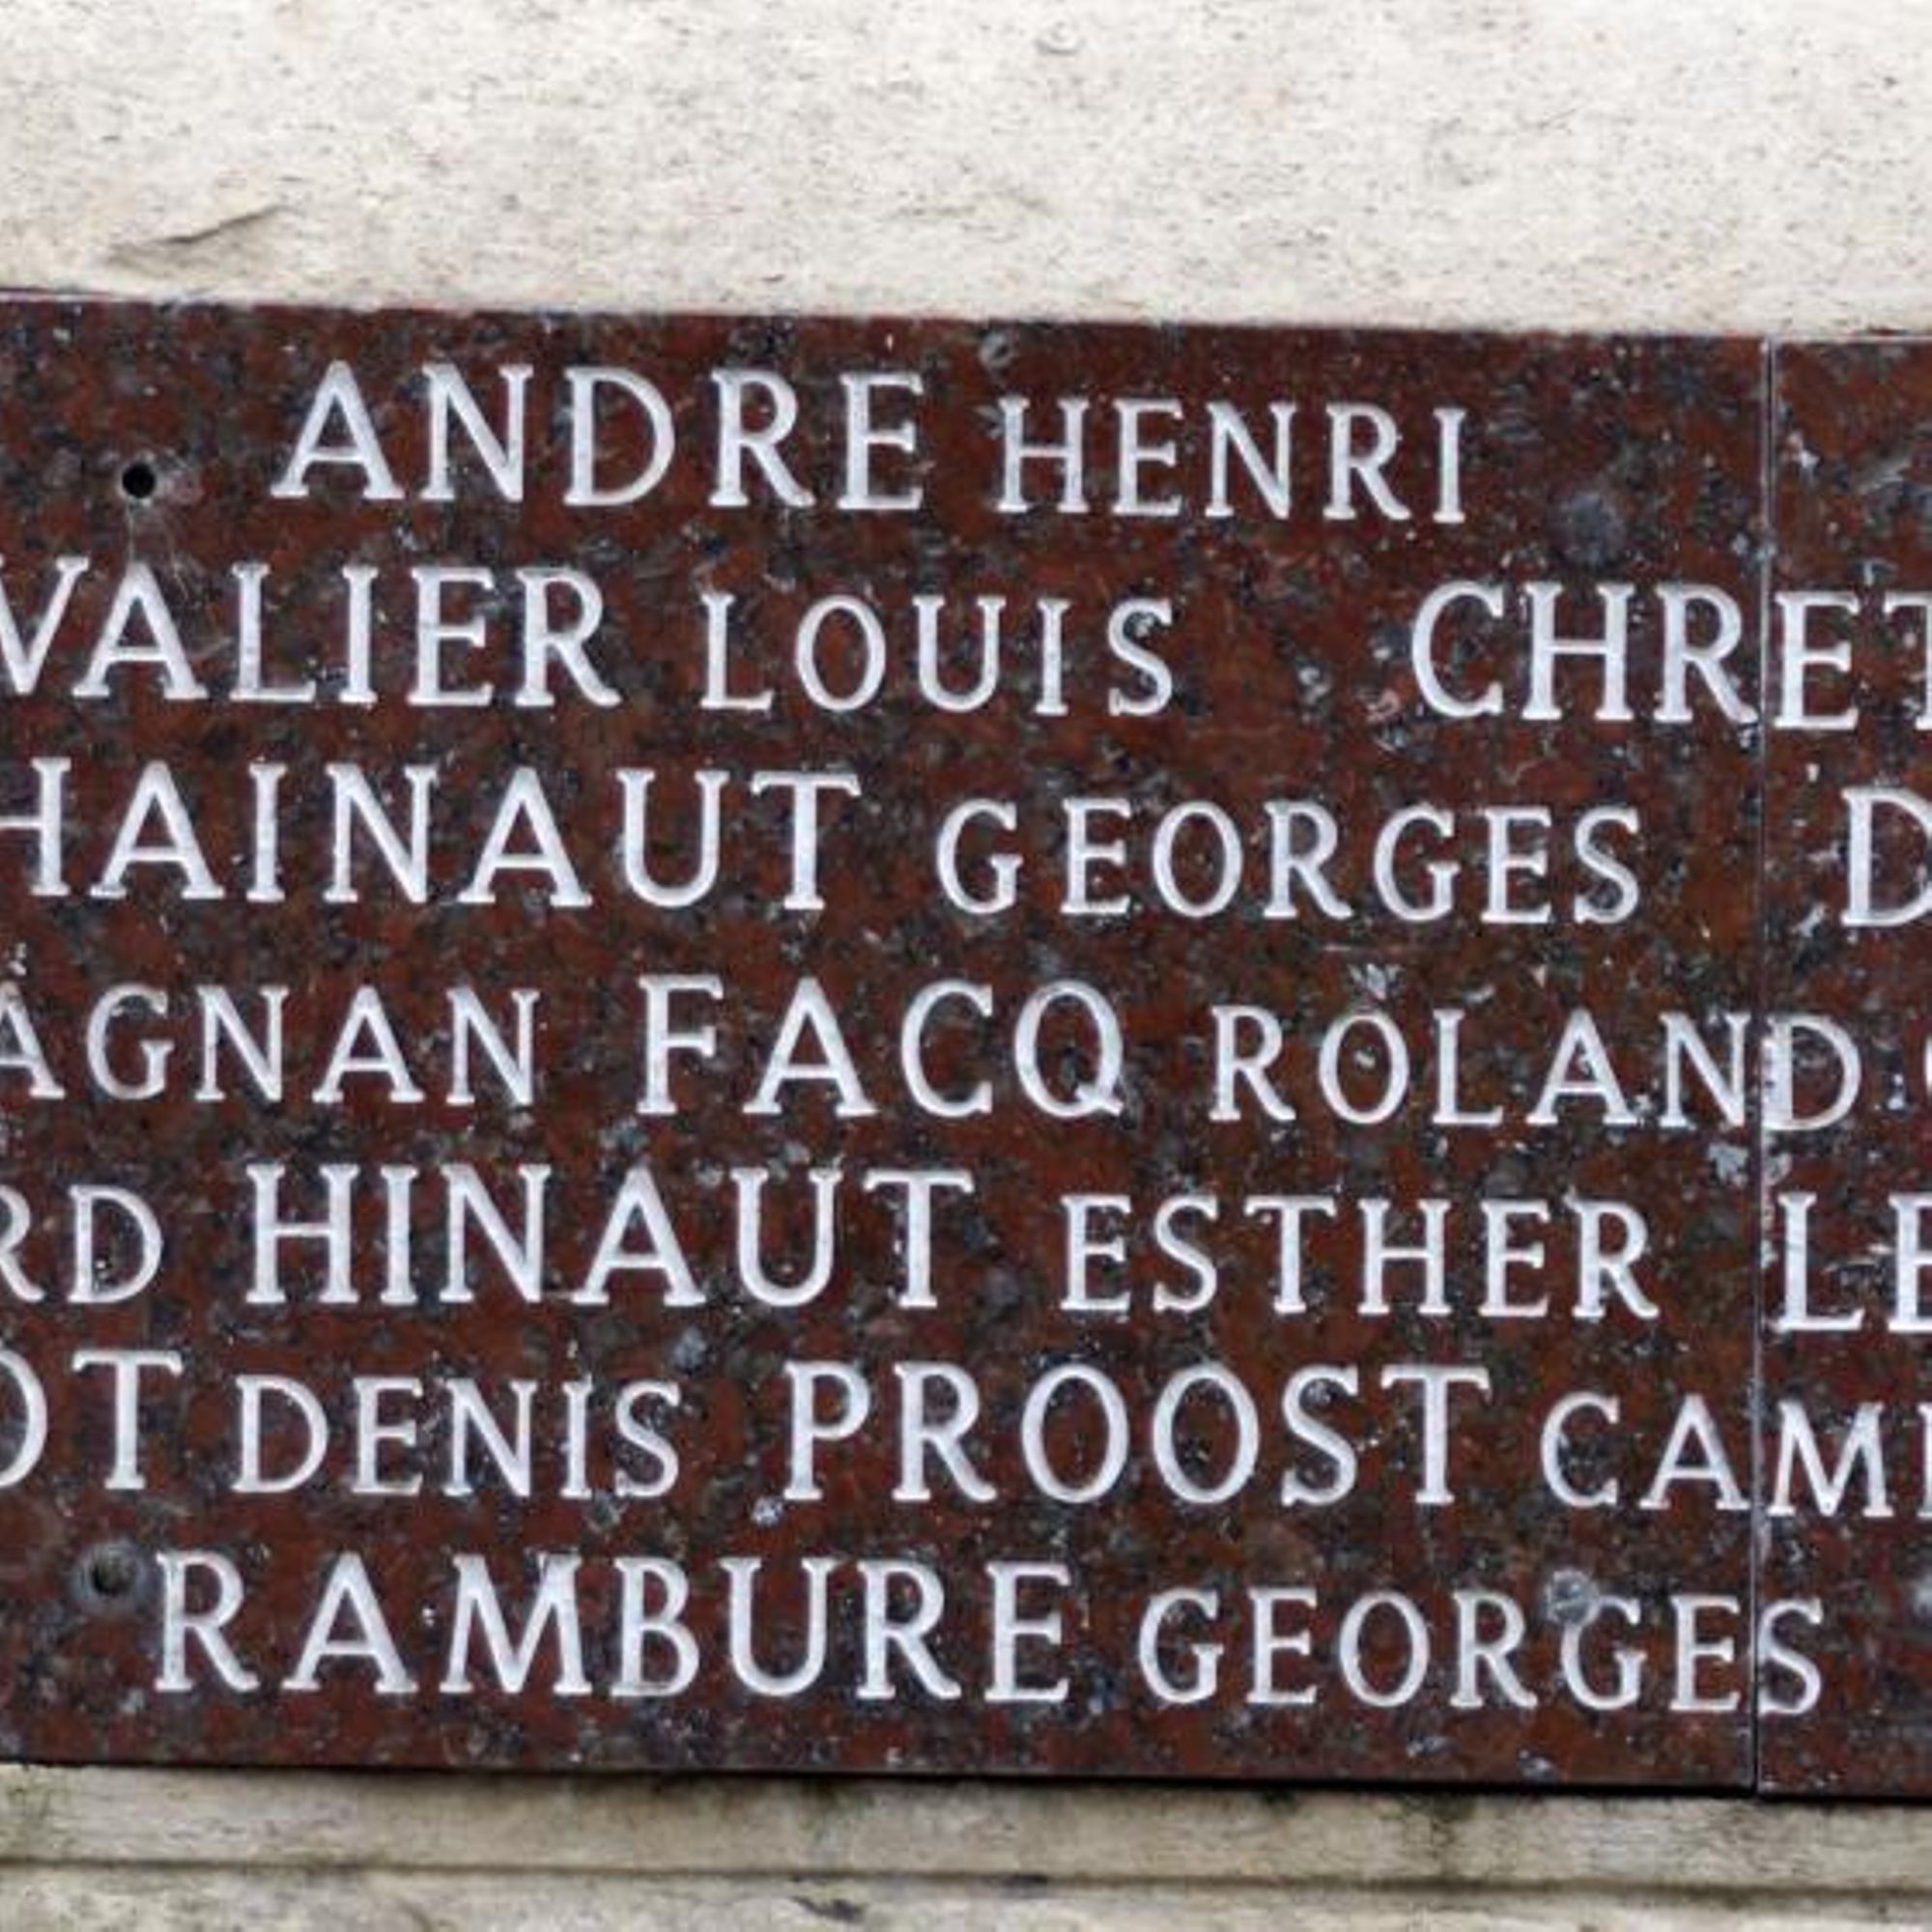 ANDRE HENRI
VALIER LOUIS CHRET
HAINAUT GEORGES D
AGNAN FACQ ROLAND
RD HINAUT ESTHER LE
OT DENIS PROOST CAMI
RAMBURE GEORGES